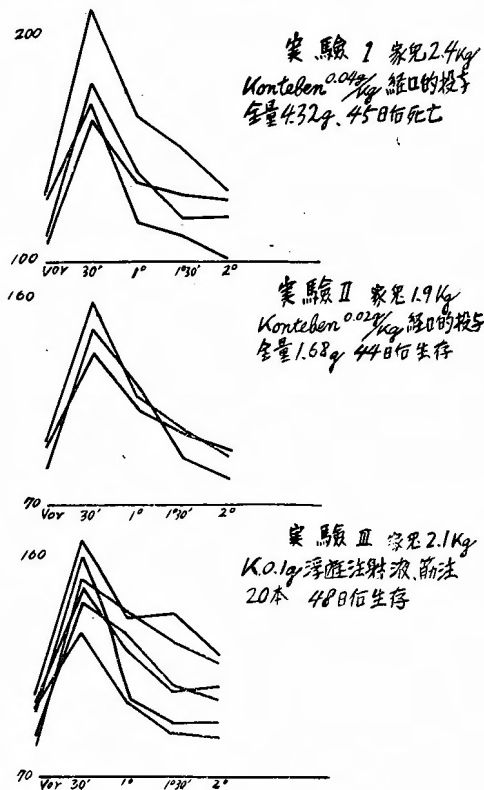 200
実験 I 家兎2.4Kg
Konteben 0.04g/Kg 経口的投与
全量4.32g、45日后死亡
100
Vor 30' 1° 1°30' 2°
160
実験 II 家兎1.9Kg
Konteben 0.02g/Kg 経口的投与
全量1.68g 44日后生存
70
Vor 30' 1° 1°30' 2°
160
実験 III 家兎2.1Kg
K.0.1g浮遊注射液、筋注
20本 48日后生存
70
Vor 30' 1° 1°30' 2°